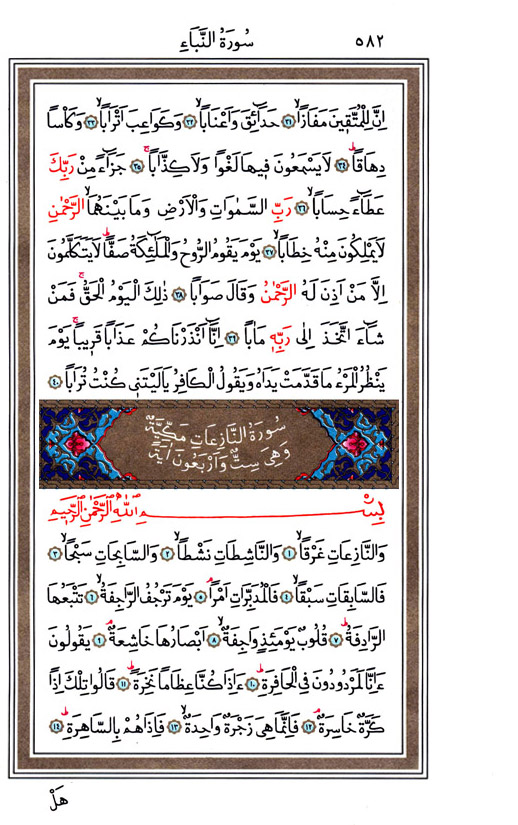 ٥٨٢ سُورَةُ النَّبَاءِ
اِنَّ لِلْمُتَّقٖينَ مَفَازًاۙ ﴿٣١﴾ حَدَٓائِقَ وَاَعْنَابًاۙ ﴿٣٢﴾ وَكَوَاعِبَ اَتْرَابًاۙ ﴿٣٣﴾ وَكَأْسًا
دِهَاقًاؕ ﴿٣٤﴾ لَا يَسْمَعُونَ فٖيهَا لَغْوًا وَلَا كِذَّابًاۚ ﴿٣٥﴾ جَزَٓاءً مِنْ رَبِّكَ
عَطَٓاءً حِسَابًاۙ ﴿٣٦﴾ رَبِّ السَّمٰوَاتِ وَالْاَرْضِ وَمَا بَيْنَهُمَا الرَّحْمٰنِ
لَا يَمْلِكُونَ مِنْهُ خِطَابًاۙ ﴿٣٧﴾ يَوْمَ يَقُومُ الرُّوحُ وَالْمَلٰٓئِكَةُ صَفًّاؕ لَا يَتَكَلَّمُونَ
اِلَّا مَنْ اَذِنَ لَهُ الرَّحْمٰنُ وَقَالَ صَوَابًا ﴿٣٨﴾ ذٰلِكَ الْيَوْمُ الْحَقُّۚ فَمَنْ
شَٓاءَ اتَّخَذَ اِلٰى رَبِّهٖ مَاٰبًا ﴿٣٩﴾ اِنَّٓا اَنْذَرْنَاكُمْ عَذَابًا قَرٖيبًاۚ يَوْمَ
يَنْظُرُ الْمَرْءُ مَا قَدَّمَتْ يَدَاهُ وَيَقُولُ الْكَافِرُ يَا لَيْتَنٖى كُنْتُ تُرَابًا ﴿٤٠﴾
سُورَةُ النَّازِعَاتِ مَكِّيَّةٌ
وَهِىَ سِتٌّ وَاَرْبَعُونَ اٰيَةً
بِسْمِ اللّٰهِ الرَّحْمٰنِ الرَّحٖيمِ
وَالنَّازِعَاتِ غَرْقًاۙ ﴿١﴾ وَالنَّاشِطَاتِ نَشْطًاۙ ﴿٢﴾ وَالسَّابِحَاتِ سَبْحًاۙ ﴿٣﴾
فَالسَّابِقَاتِ سَبْقًاۙ ﴿٤﴾ فَالْمُدَبِّرَاتِ اَمْرًاۘ ﴿٥﴾ يَوْمَ تَرْجُفُ الرَّاجِفَةُۙ ﴿٦﴾ تَتْبَعُهَا
الرَّادِفَةُؕ ﴿٧﴾ قُلُوبٌ يَوْمَئِذٍ وَاجِفَةٌۙ ﴿٨﴾ اَبْصَارُهَا خَاشِعَةٌۘ ﴿٩﴾ يَقُولُونَ
ءَاِنَّا لَمَرْدُودُونَ فِى الْحَافِرَةِؕ ﴿١٠﴾ ءَاِذَا كُنَّا عِظَامًا نَخِرَةًؕ ﴿١١﴾ قَالُوا تِلْكَ اِذًا
كَرَّةٌ خَاسِرَةٌۘ ﴿١٢﴾ فَاِنَّمَا هِىَ زَجْرَةٌ وَاحِدَةٌۙ ﴿١٣﴾ فَاِذَا هُمْ بِالسَّاهِرَةِؕ ﴿١٤﴾
هَلْ